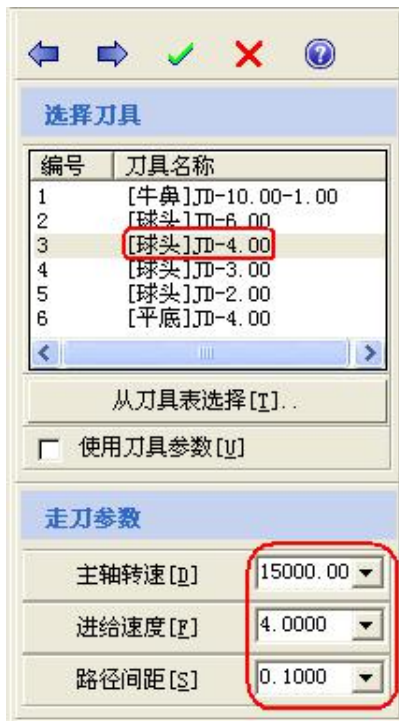 选择刀具
编号 刀具名称
1 [牛鼻]JD-10.00-1.00
2 [球头]JD-6.00
3 [球头]JD-4.00
4 [球头]JD-3.00
5 [球头]JD-2.00
6 [平底]JD-4.00
从刀具表选择[T]..
使用刀具参数[U]
走刀参数
主轴转速[D] 15000.00
进给速度[F] 4.0000
路径间距[S] 0.1000